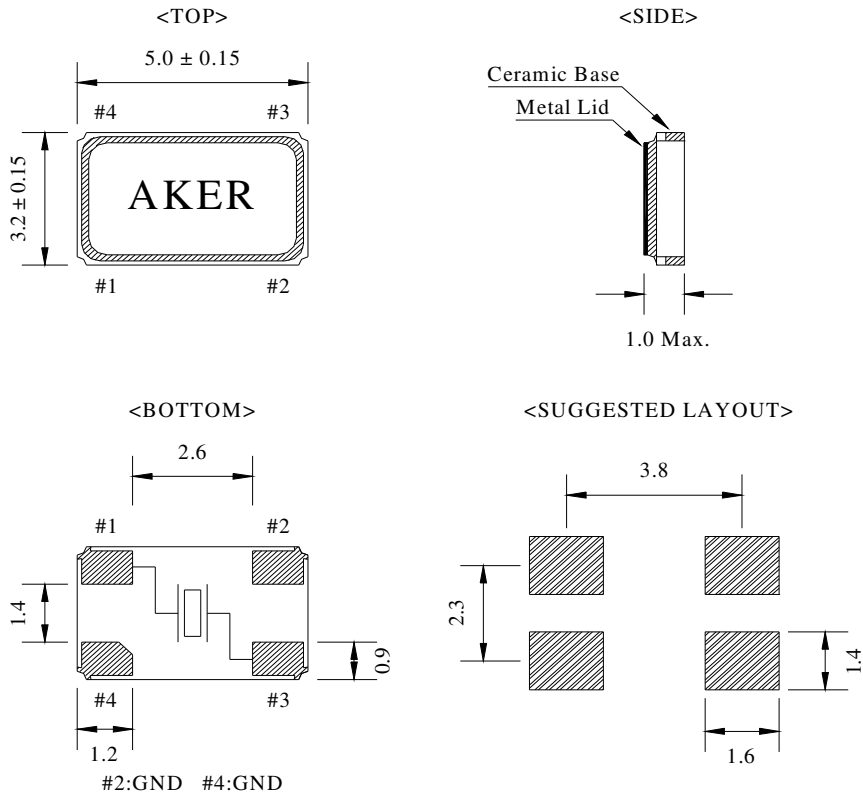 <TOP>
5.0 ± 0.15
#4 #3
3.2 ± 0.15
AKER
#1 #2
<SIDE>
Ceramic Base
Metal Lid
1.0 Max.
<BOTTOM>
2.6
#1 #2
1.4
0.9
#4 #3
1.2
#2:GND #4:GND
<SUGGESTED LAYOUT>
3.8
2.3
1.4
1.6